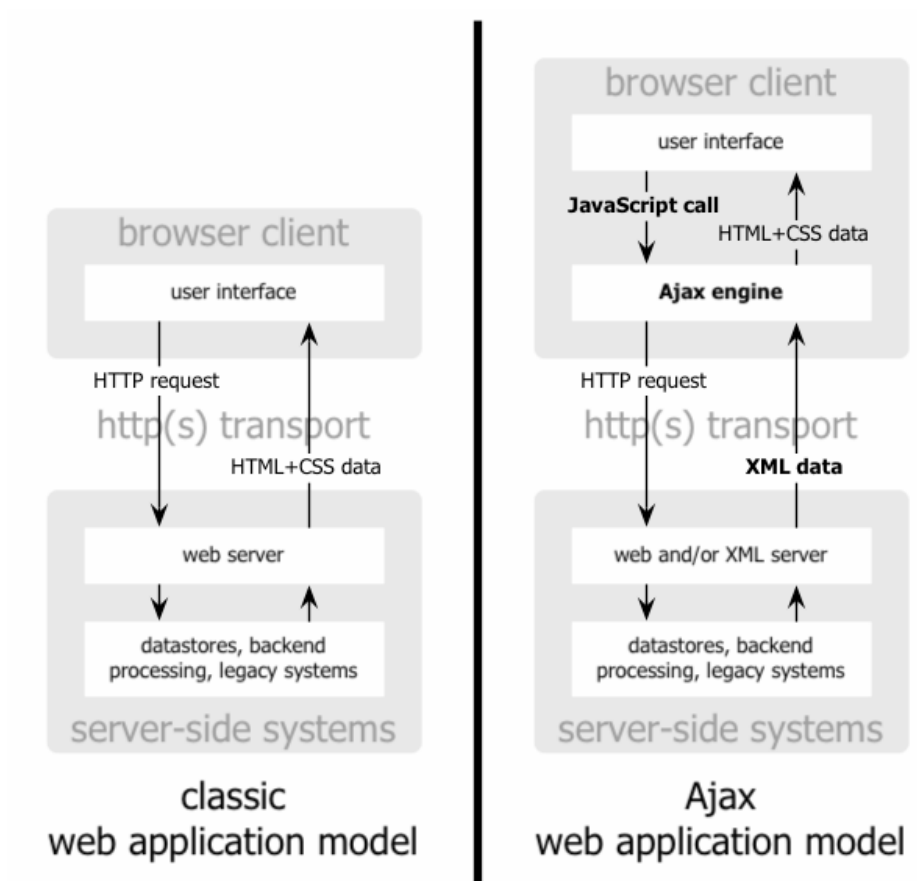 browser client
user interface
HTTP request
http(s) transport
HTML+CSS data
web server
datastores, backend
processing, legacy systems
server-side systems
classic
web application model
browser client
user interface
JavaScript call
HTML+CSS data
Ajax engine
HTTP request
http(s) transport
XML data
web and/or XML server
datastores, backend
processing, legacy systems
server-side systems
Ajax
web application model